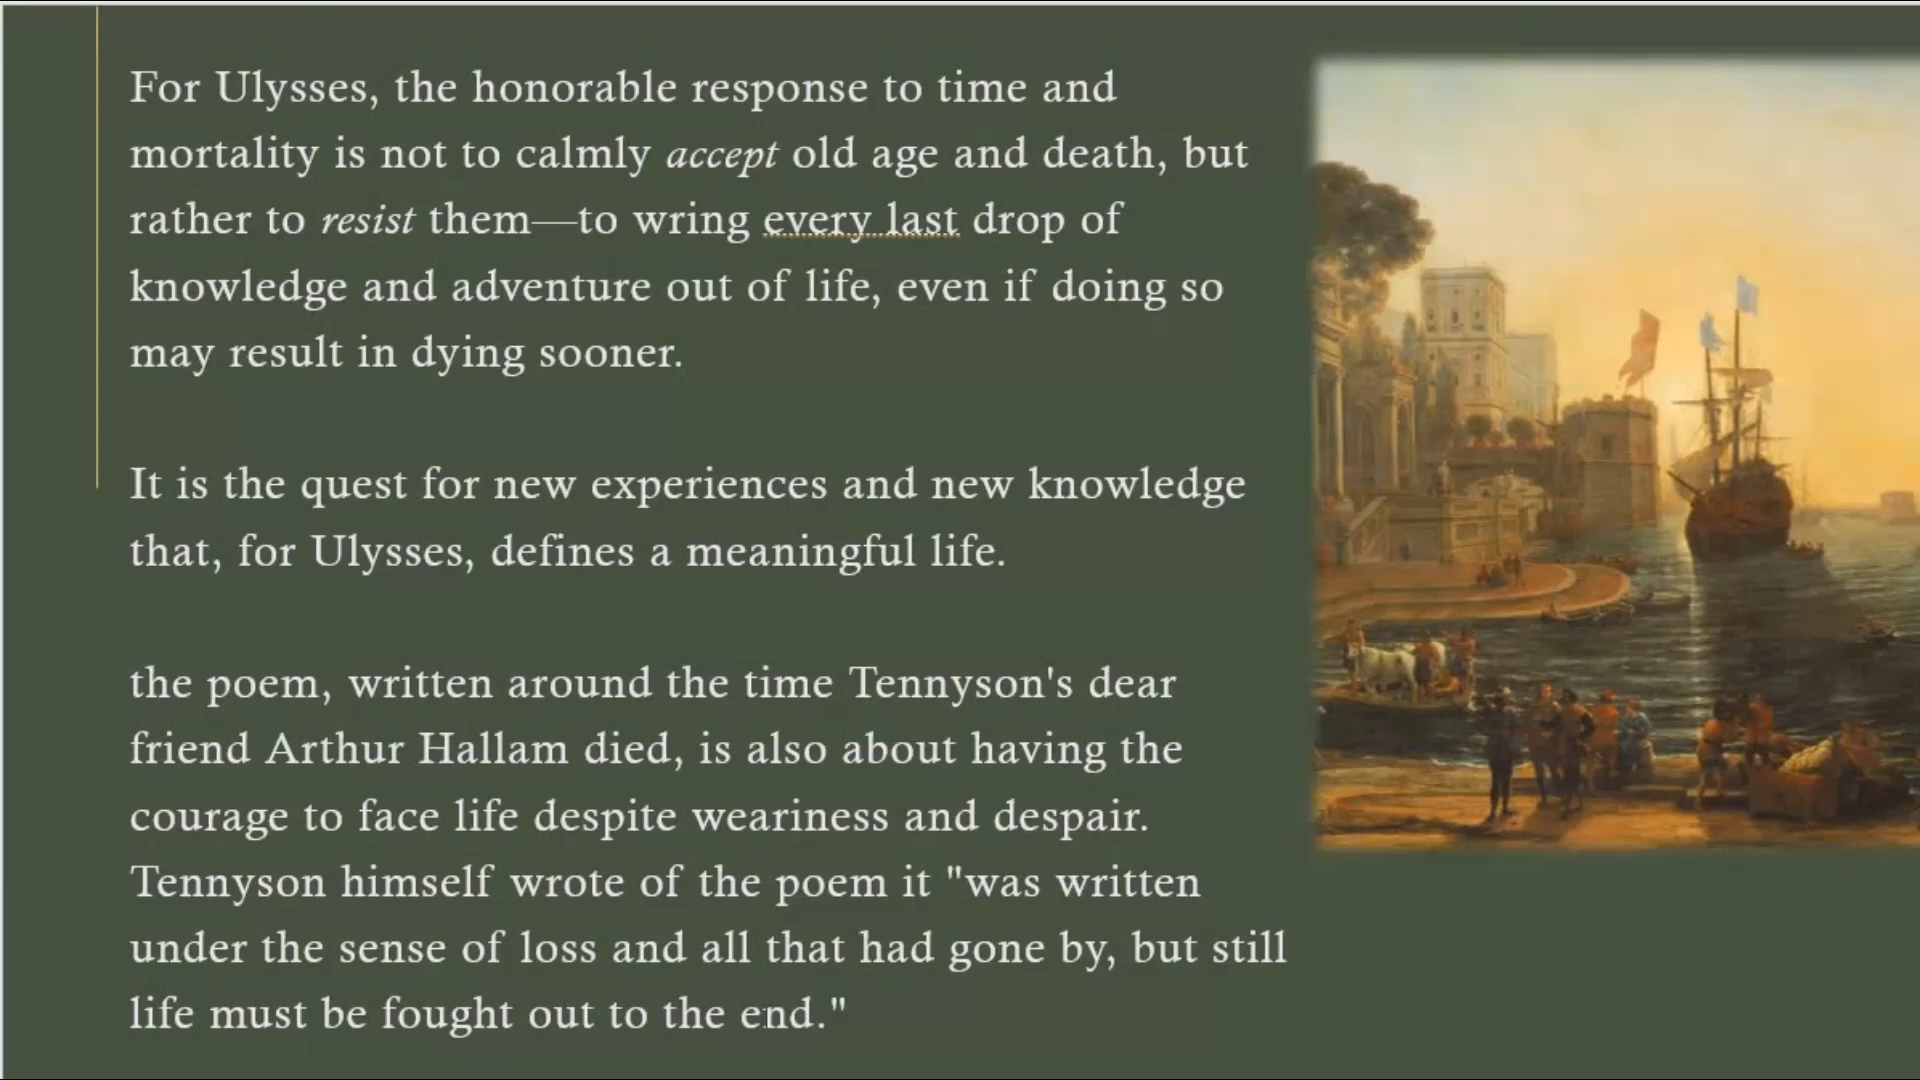 For Ulysses, the honorable response to time and
mortality is not to calmly accept old age and death, but
rather to resist them—to wring every last drop of
knowledge and adventure out of life, even if doing so
may result in dying sooner.
It is the quest for new experiences and new knowledge
that, for Ulysses, defines a meaningful life.
the poem, written around the time Tennyson's dear
friend Arthur Hallam died, is also about having the
courage to face life despite weariness and despair.
Tennyson himself wrote of the poem it "was written
under the sense of loss and all that had gone by, but still
life must be fought out to the end."